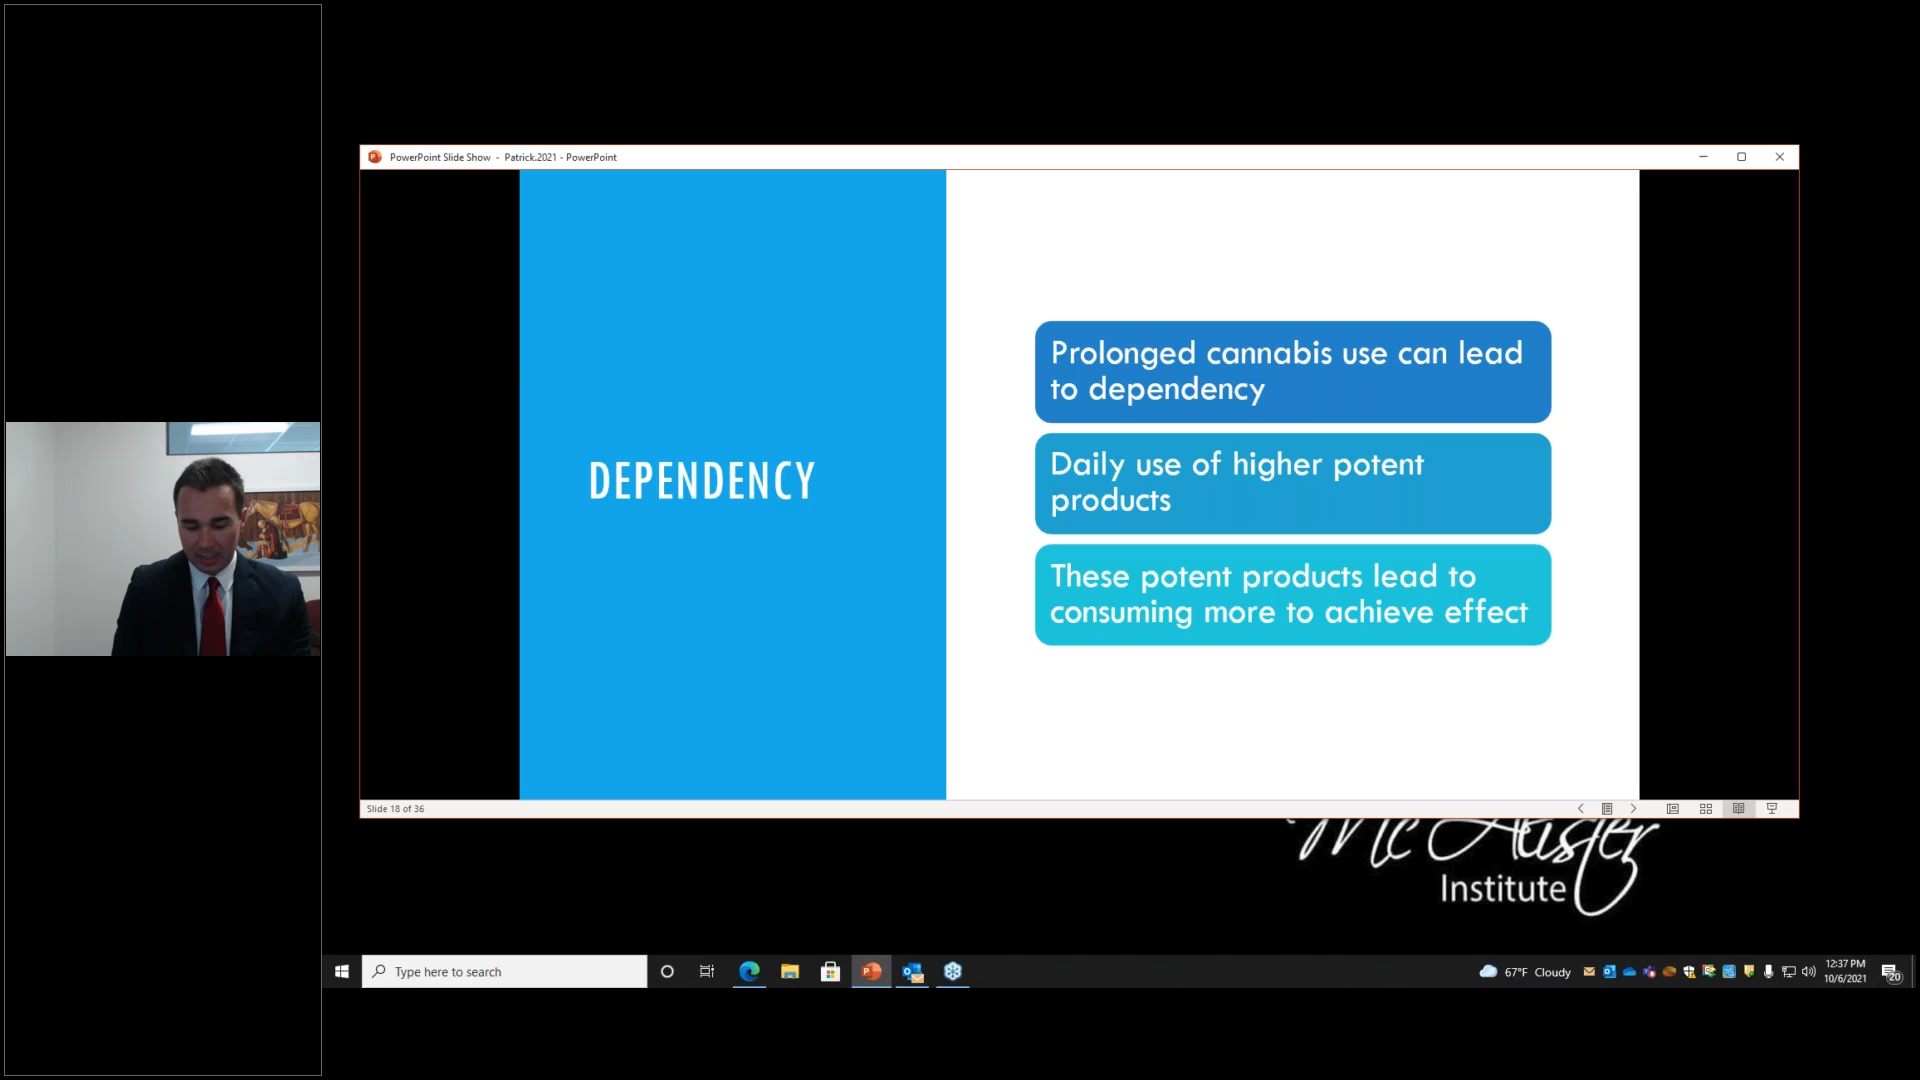 PowerPoint Slide Show - Patrick.2021 - PowerPoint
DEPENDENCY
Prolonged cannabis use can lead
to dependency
Daily use of higher potent
products
These potent products lead to
consuming more to achieve effect
Slide 18 of 36
McAlister
Institute
Type here to search
67°F Cloudy
12:37 PM
10/6/2021
20